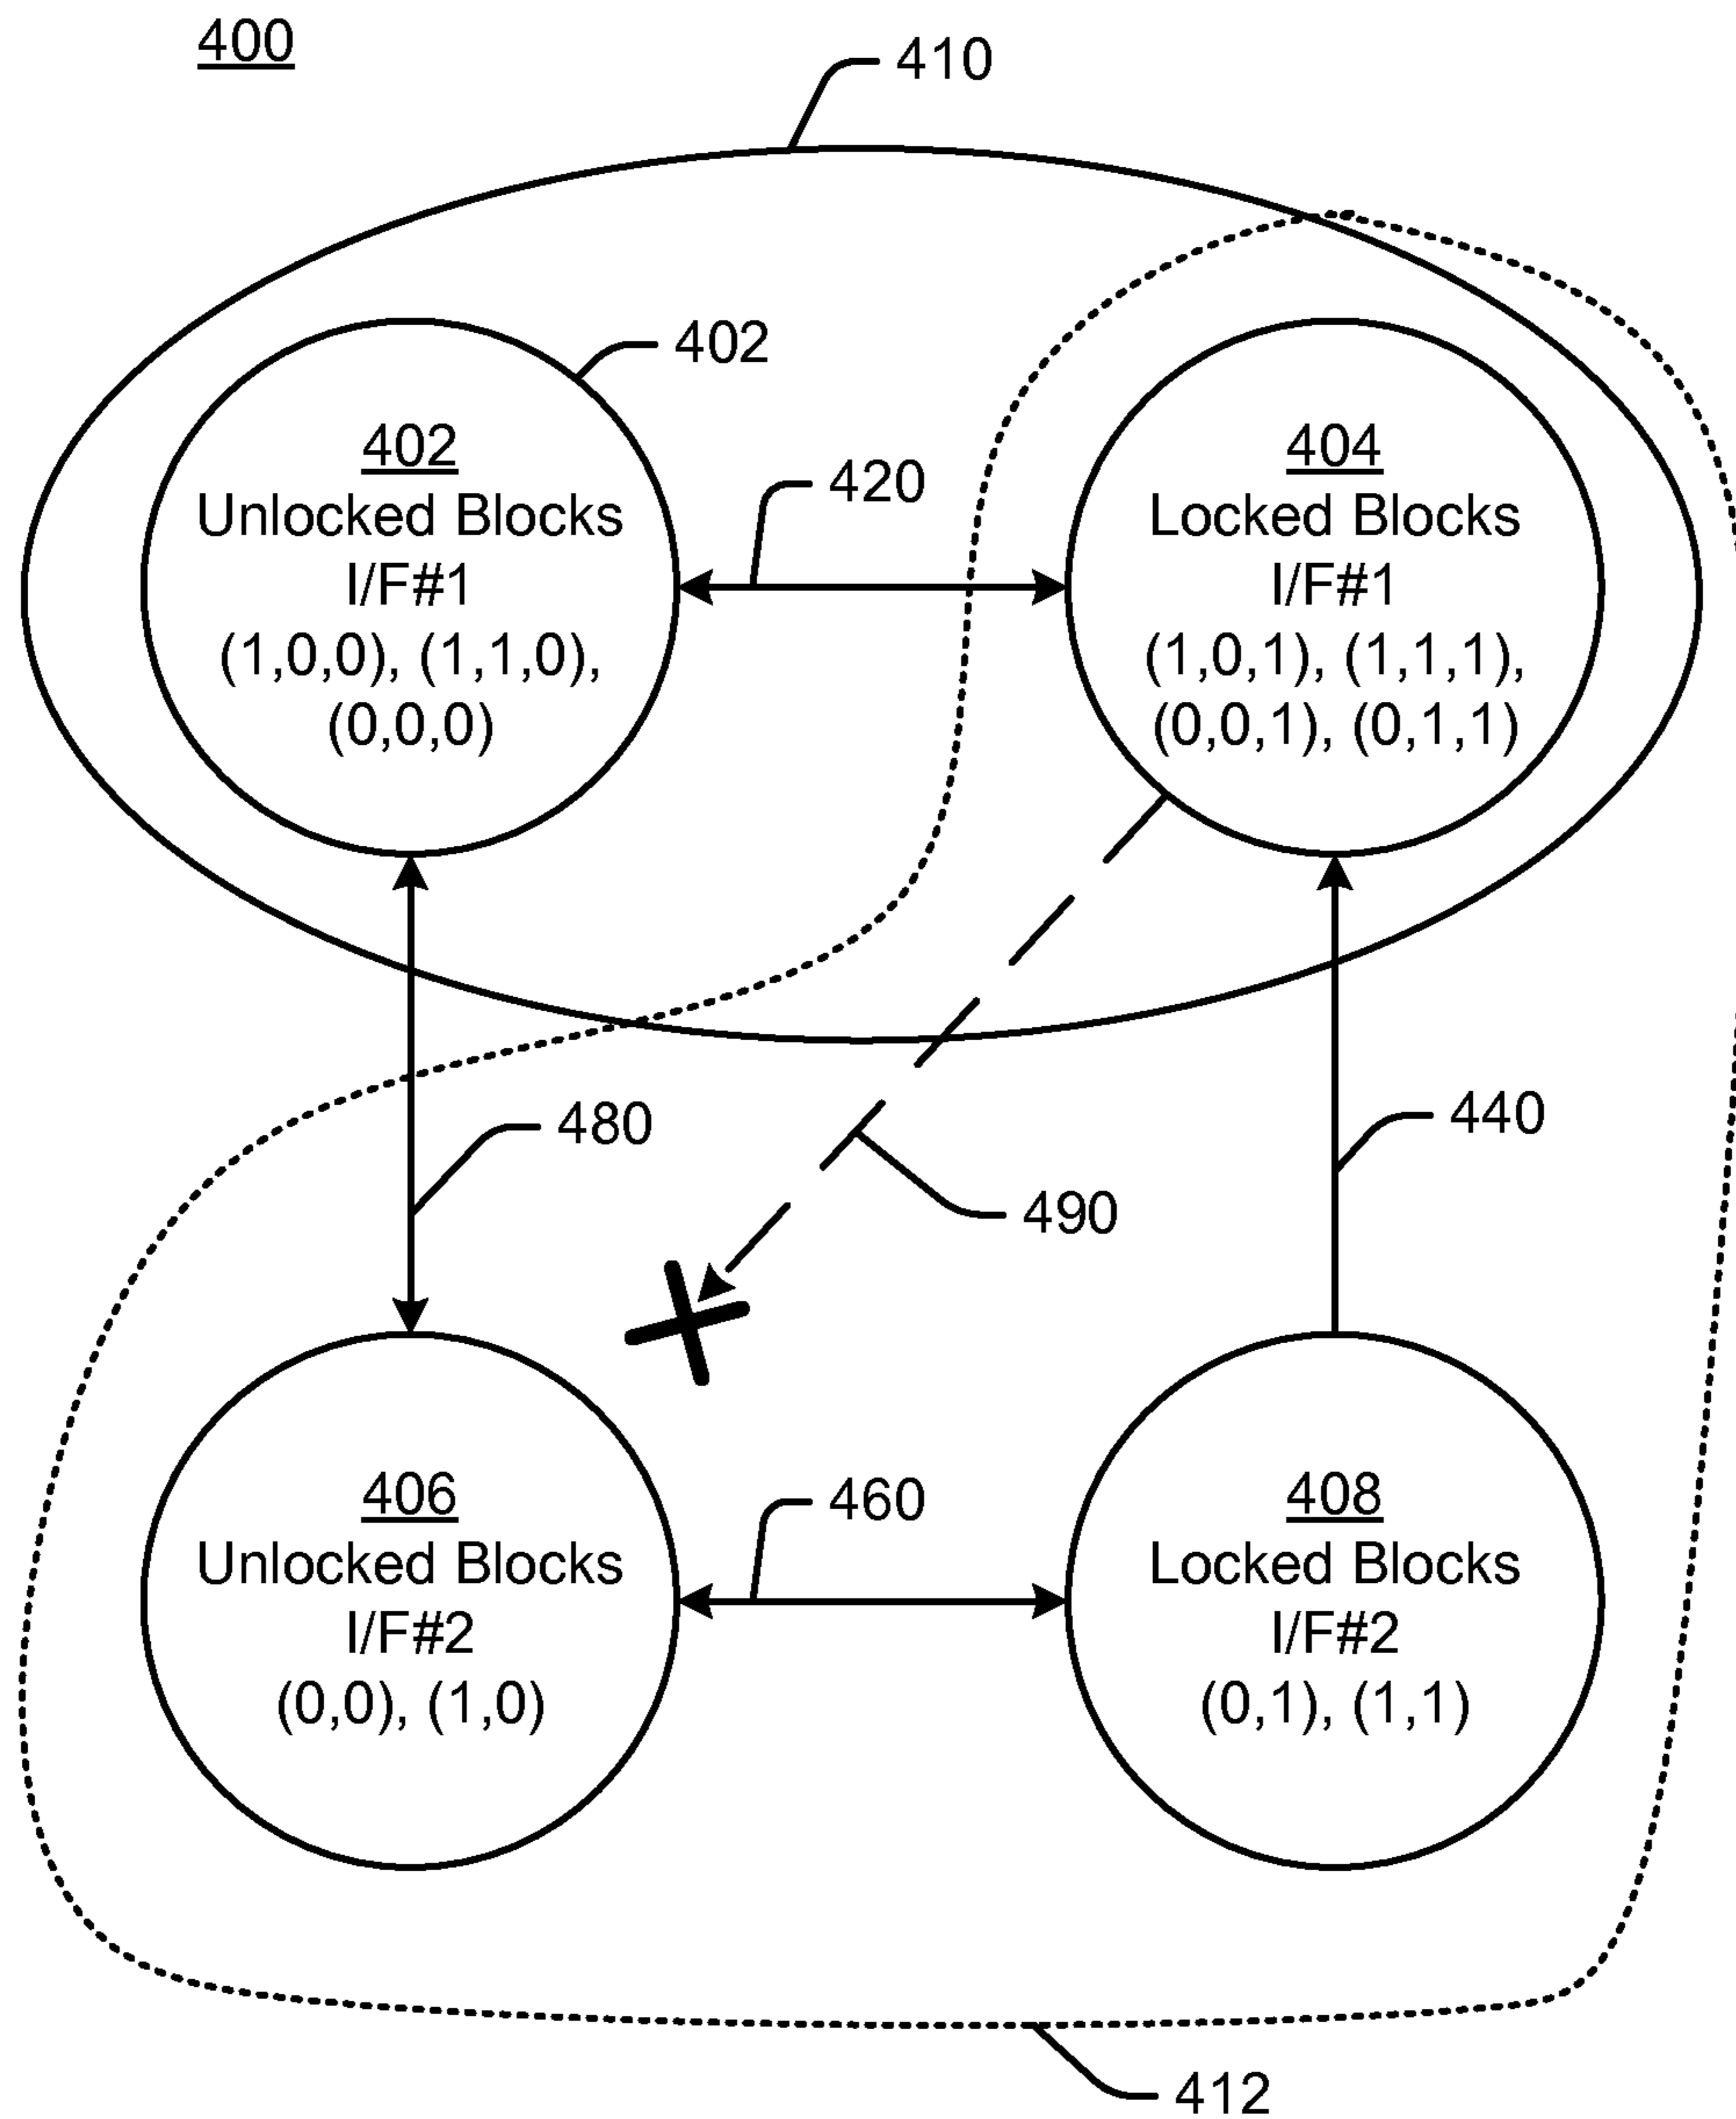 400
410
402
402
Unlocked Blocks
I/F#1
(1,0,0), (1,1,0),
(0,0,0)
420
404
Locked Blocks
I/F#1
(1,0,1), (1,1,1),
(0,0,1), (0,1,1)
480
490
440
406
Unlocked Blocks
I/F#2
(0,0), (1,0)
460
408
Locked Blocks
I/F#2
(0,1), (1,1)
412